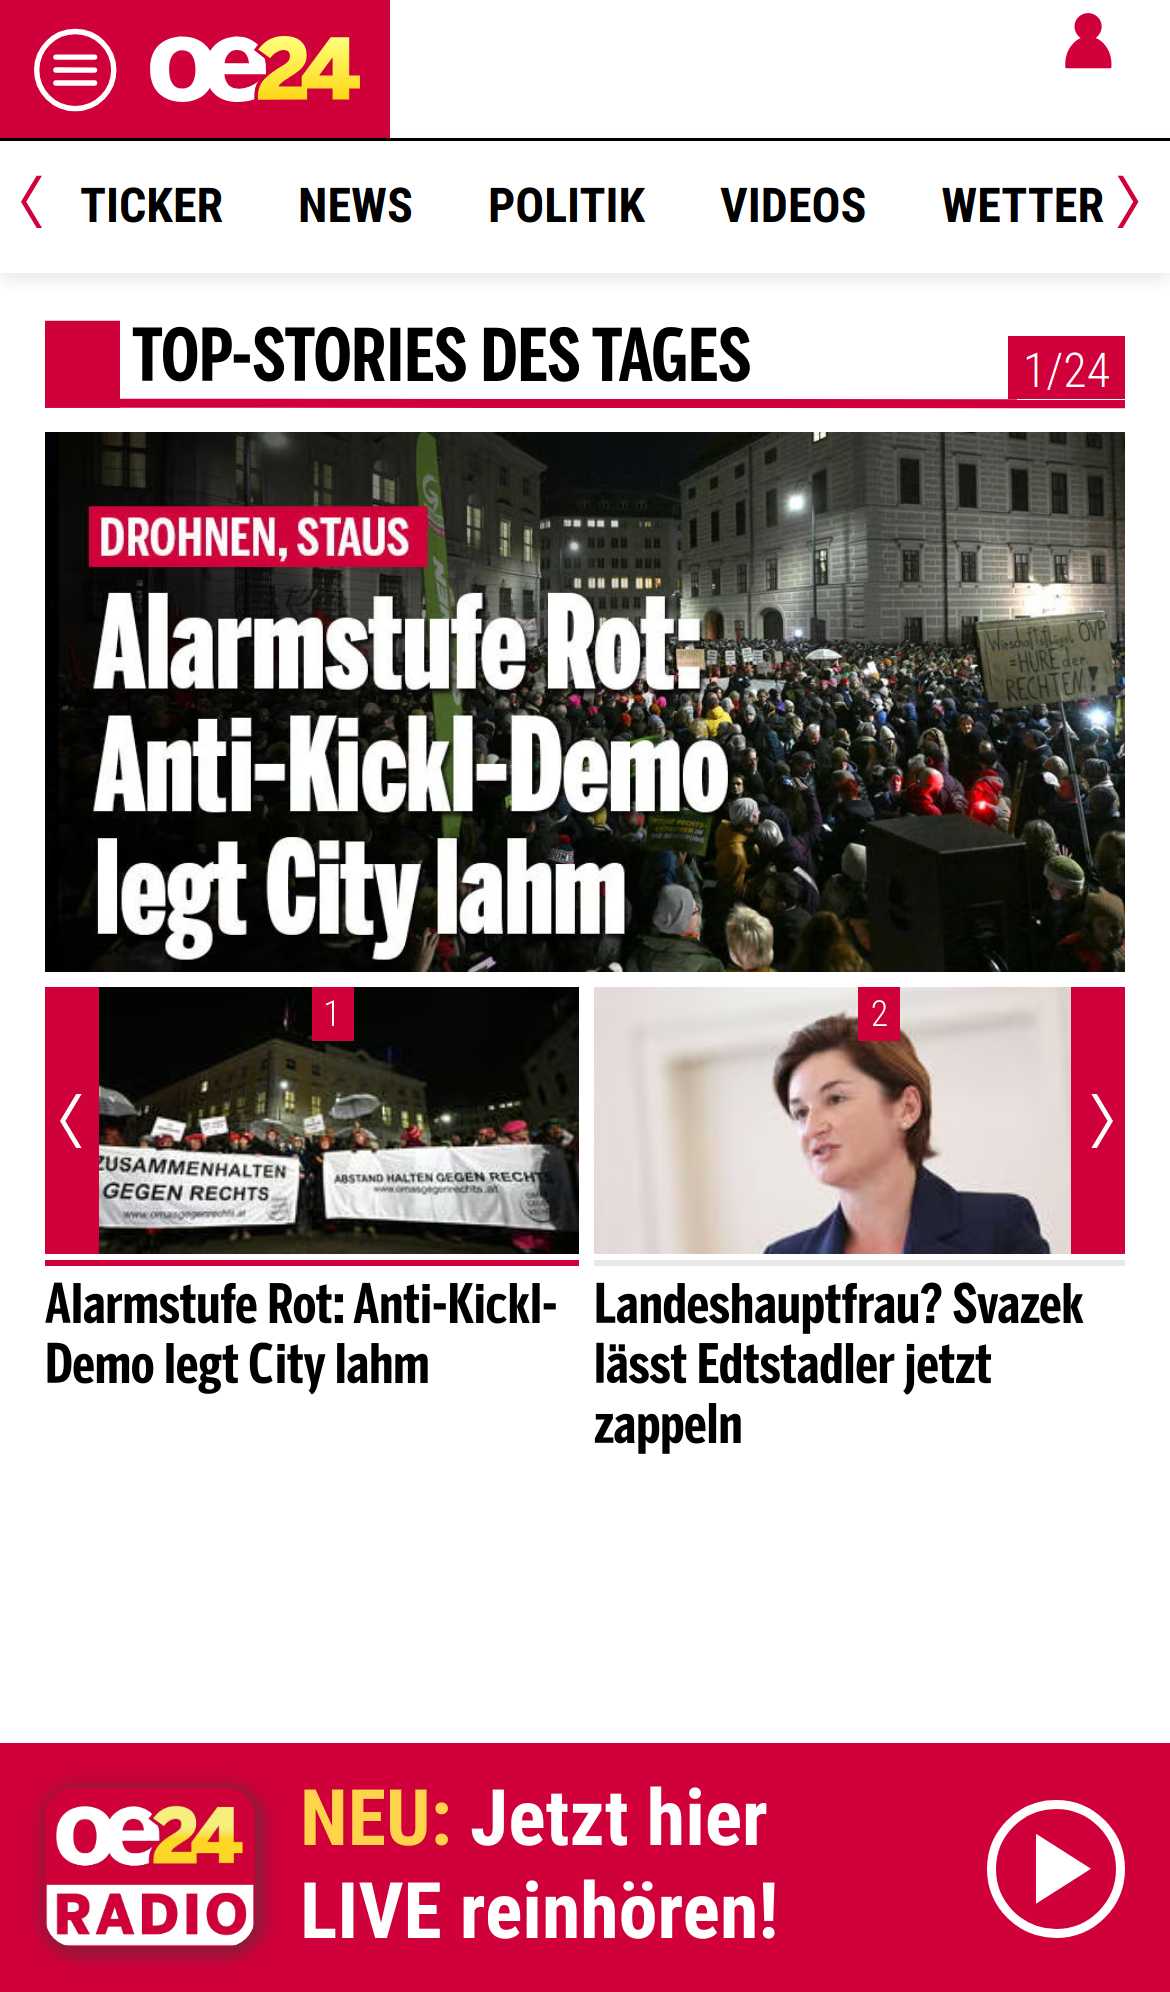 oe24
TICKER NEWS POLITIK VIDEOS WETTER
TOP-STORIES DES TAGES
1/24
DROHNEN, STAUS
Alarmstufe Rot:
Anti-Kickl-Demo
legt City lahm
Wirschaftsflügel ÖVP
=HURE der
RECHTEN!
1
ZUSAMMENHALTEN
GEGEN RECHTS
www.omasgegenrechts.at
ABSTAND HALTEN GEGEN RECHTS
www.omasgegenrechts.at
2
Alarmstufe Rot: Anti-Kickl-
Demo legt City lahm
Landeshauptfrau? Svazek
lässt Edtstadler jetzt
zappeln
oe24
RADIO
NEU: Jetzt hier
LIVE reinhören!